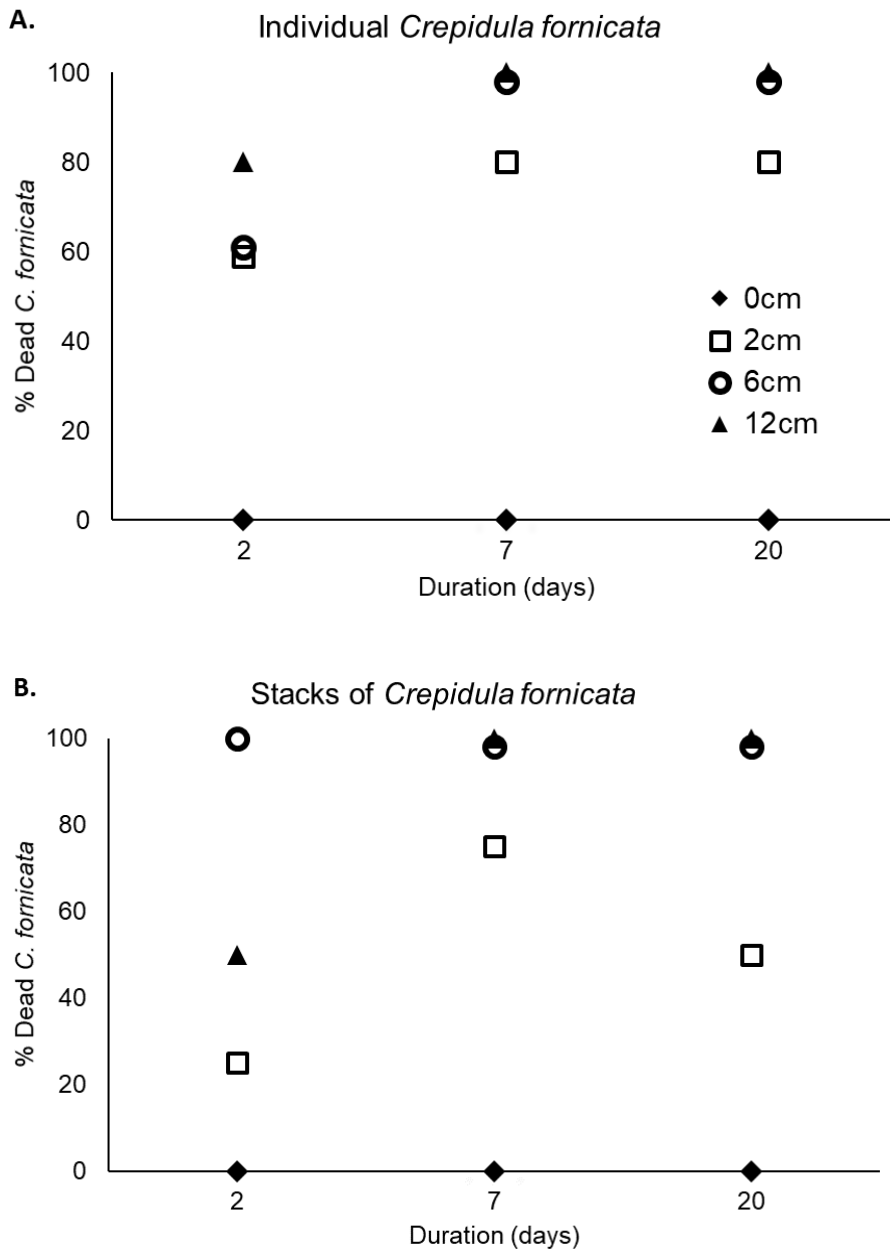 A.
Individual Crepidula fornicata
% Dead C. fornicata
100
80
60
40
20
0
0cm
2cm
6cm
12cm
2 7 20
Duration (days)
B.
Stacks of Crepidula fornicata
% Dead C. fornicata
100
80
60
40
20
0
2 7 20
Duration (days)